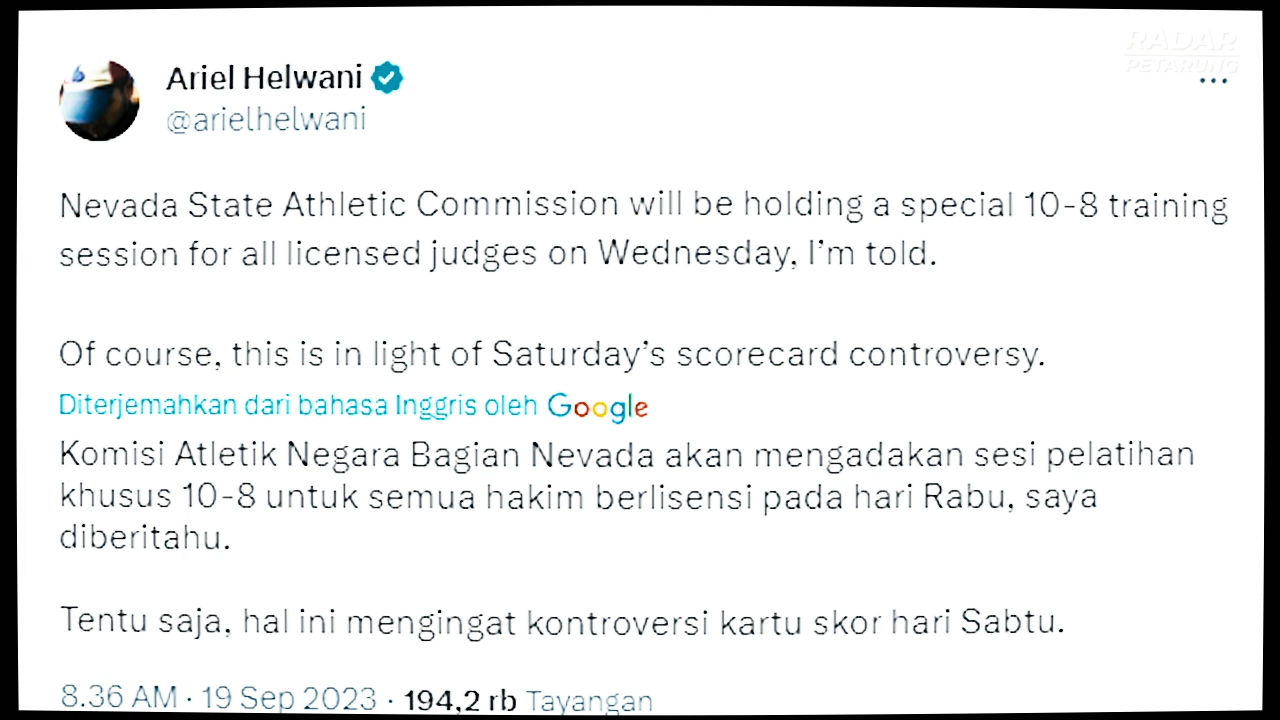 RADAR
PETARUNG
Ariel Helwani
@arielhelwani
Nevada State Athletic Commission will be holding a special 10-8 training
session for all licensed judges on Wednesday, I'm told.
Of course, this is in light of Saturday's scorecard controversy.
Diterjemahkan dari bahasa Inggris oleh Google
Komisi Atletik Negara Bagian Nevada akan mengadakan sesi pelatihan
khusus 10-8 untuk semua hakim berlisensi pada hari Rabu, saya
diberitahu.
Tentu saja, hal ini mengingat kontroversi kartu skor hari Sabtu.
8.36 AM · 19 Sep 2023 · 194,2 rb Tayangan